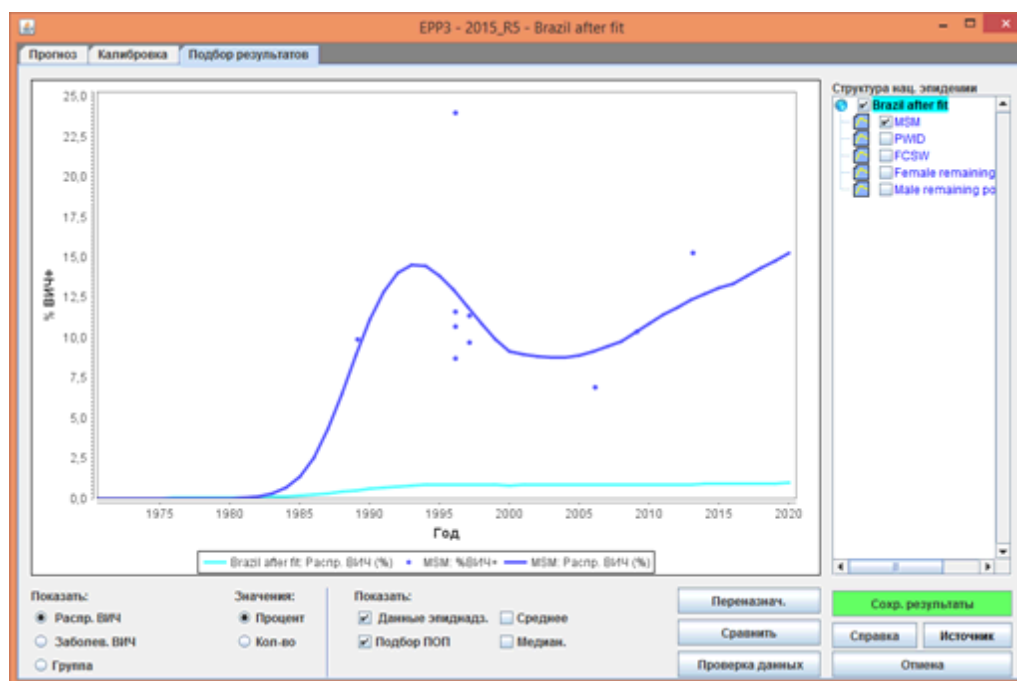 EPP3 - 2015_R5 - Brazil after fit
Прогноз Калибровка Подбор результатов
Структура нац. эпидемии
Brazil after fit
MSM
PWID
FCSW
Female remaining
Male remaining po
% ВИЧ+
25,0
22,5
20,0
17,5
15,0
12,5
10,0
7,5
5,0
2,5
0,0
1975 1980 1985 1990 1995 2000 2005 2010 2015 2020
Год
Brazil after fit: Распр. ВИЧ (%) MSM: %ВИЧ+ MSM: Распр. ВИЧ (%)
Показать: Значения: Показать:
Распр. ВИЧ Процент Данные эпиднадз. Среднее
Заболев. ВИЧ Кол-во Подбор ПОП Медиан.
Группа
Переназнач.
Сравнить
Проверка данных
Сохр. результаты
Справка Источник
Отмена